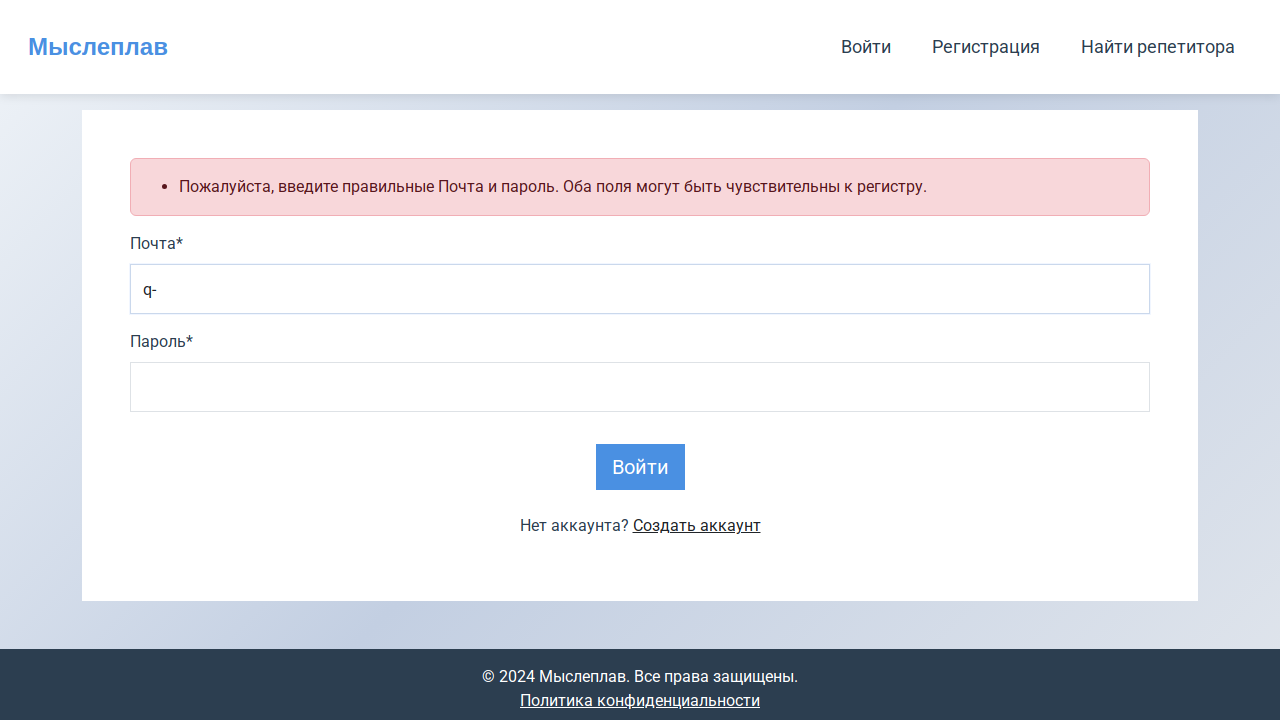 Мыслеплав
Войти
Регистрация
Найти репетитора
Пожалуйста, введите правильные Почта и пароль. Оба поля могут быть чувствительны к регистру.
Почта*
q-
Пароль*
Войти
Нет аккаунта? Создать аккаунт
© 2024 Мыслеплав. Все права защищены.
Политика конфиденциальности